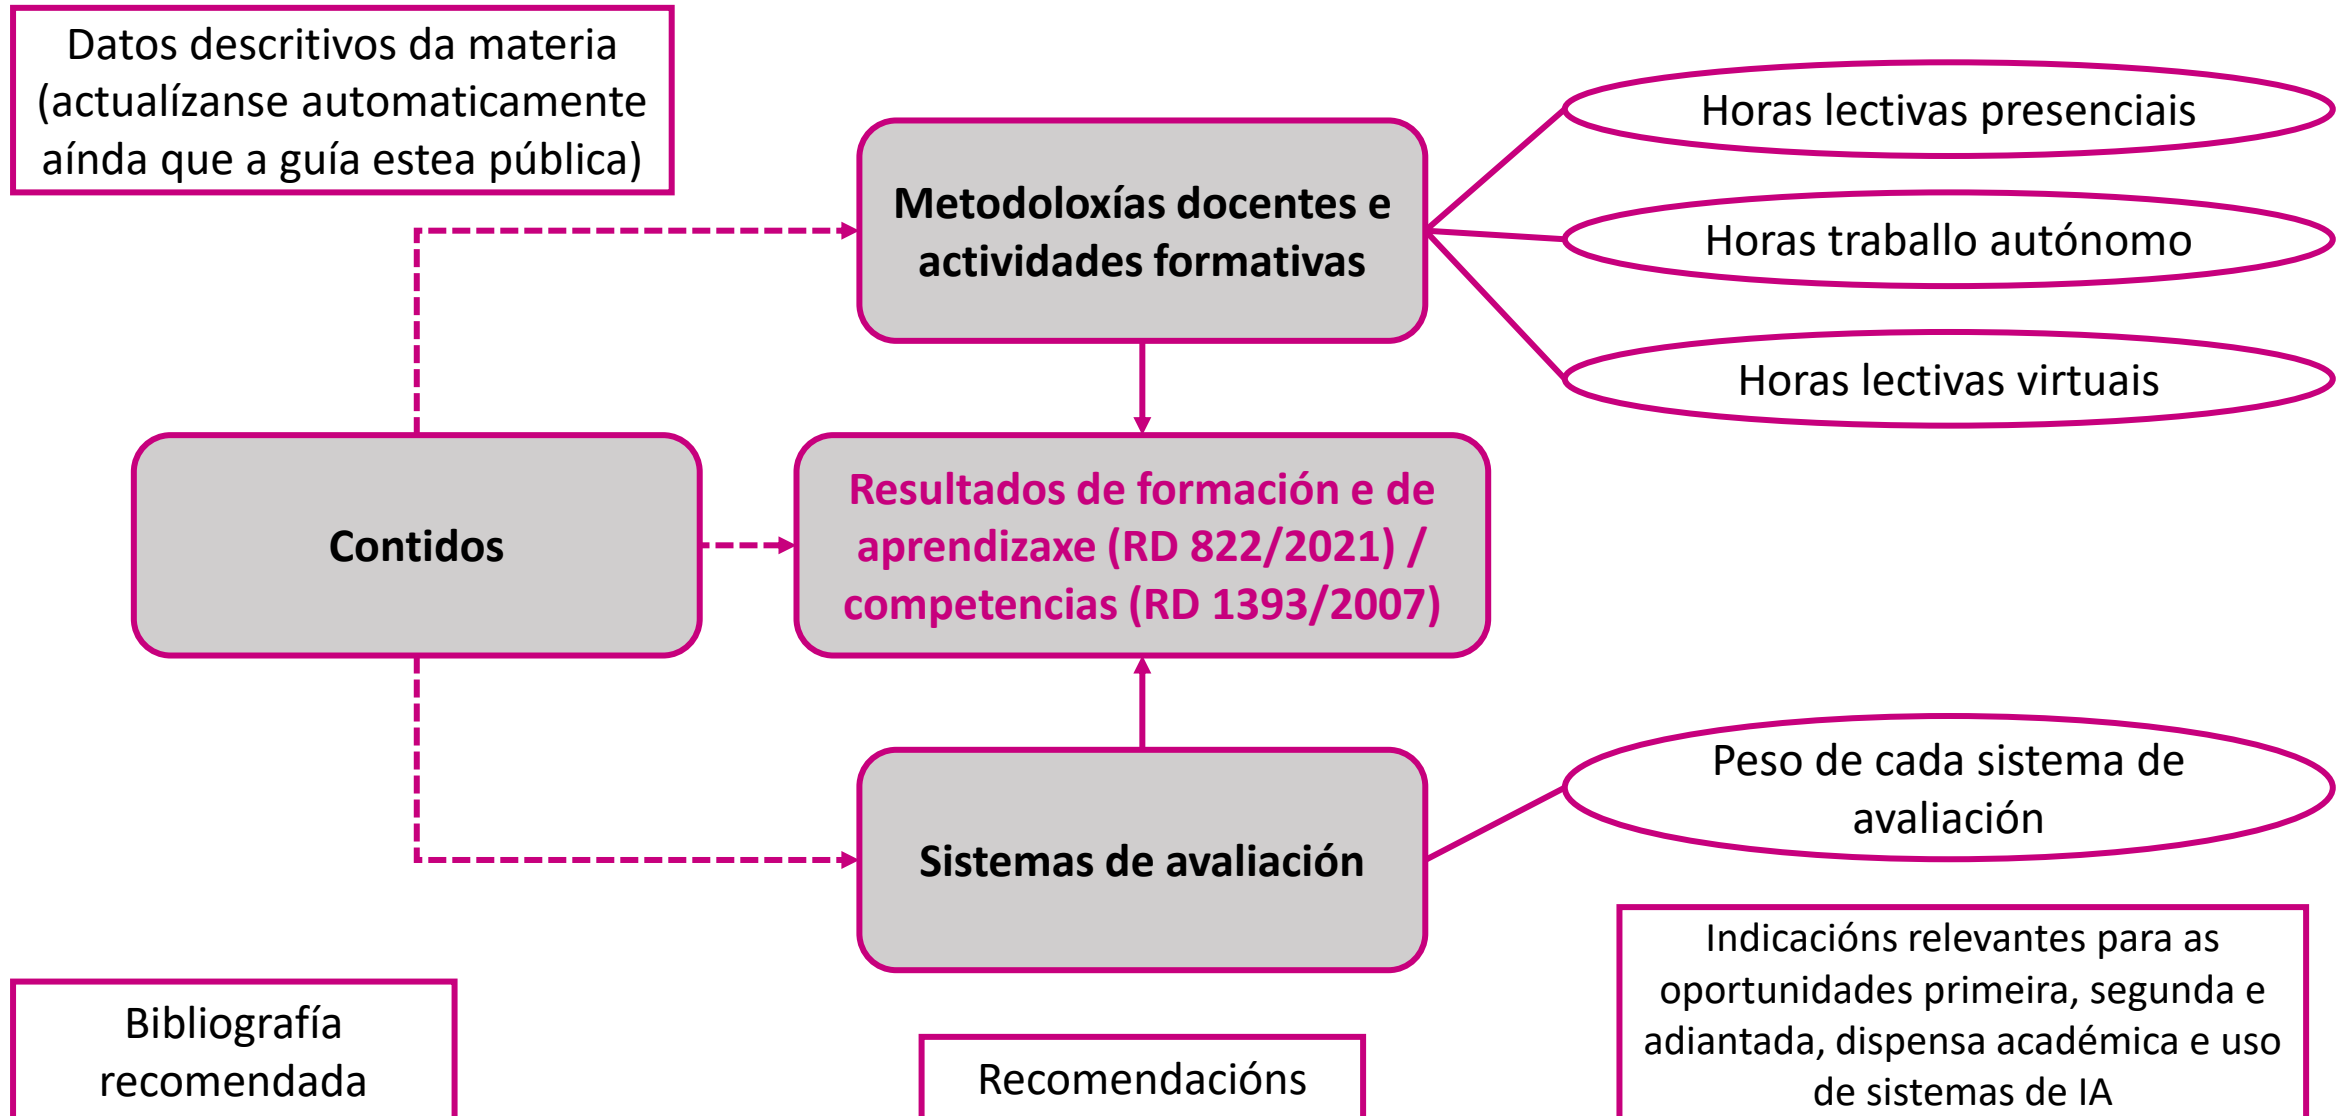 Datos descritivos da materia
(actualízanse automaticamente
aínda que a guía estea pública)
Metodoloxías docentes e
actividades formativas
Horas lectivas presenciais
Horas traballo autónomo
Horas lectivas virtuais
Contidos
Resultados de formación e de
aprendizaxe (RD 822/2021) /
competencias (RD 1393/2007)
Sistemas de avaliación
Peso de cada sistema de
avaliación
Bibliografía
recomendada
Recomendacións
Indicacións relevantes para as
oportunidades primeira, segunda e
adiantada, dispensa académica e uso
de sistemas de IA